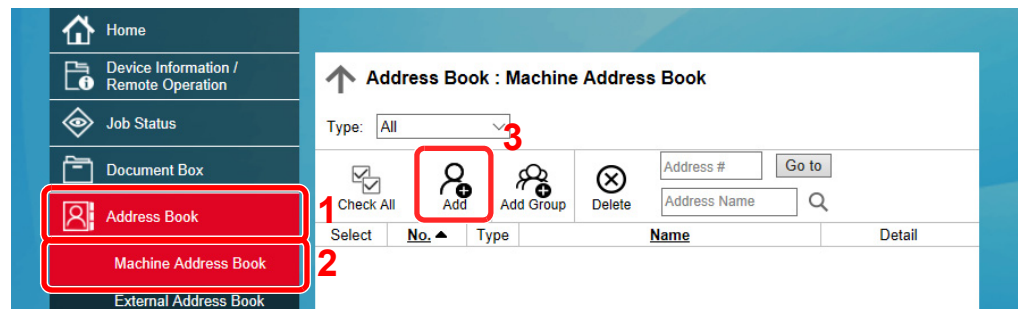 Home
Device Information /
Remote Operation
Job Status
Document Box
1
Address Book
2
Machine Address Book
External Address Book
Address Book : Machine Address Book
Type: All
3
Check All
Add
Add Group
Delete
Address #
Go to
Address Name
Select No. Type Name Detail